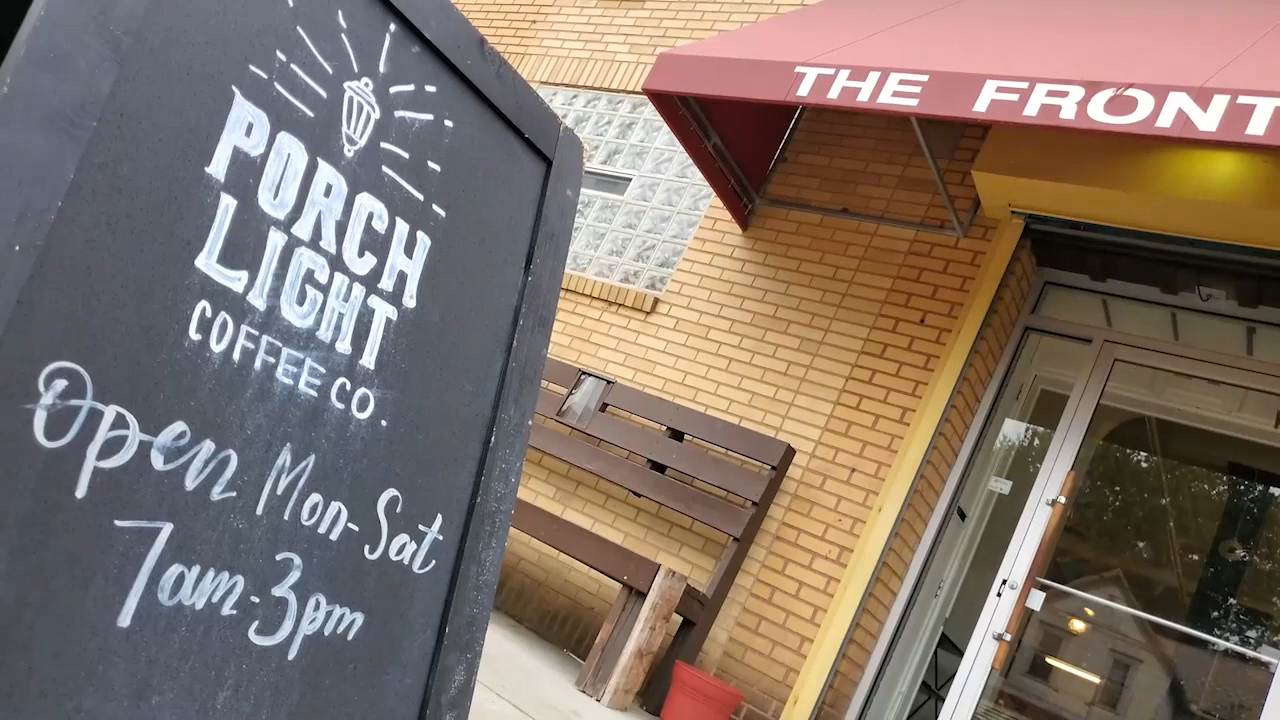 PORCH
LIGHT
COFFEE CO.
Open Mon-Sat
7am-3pm
THE FRONT